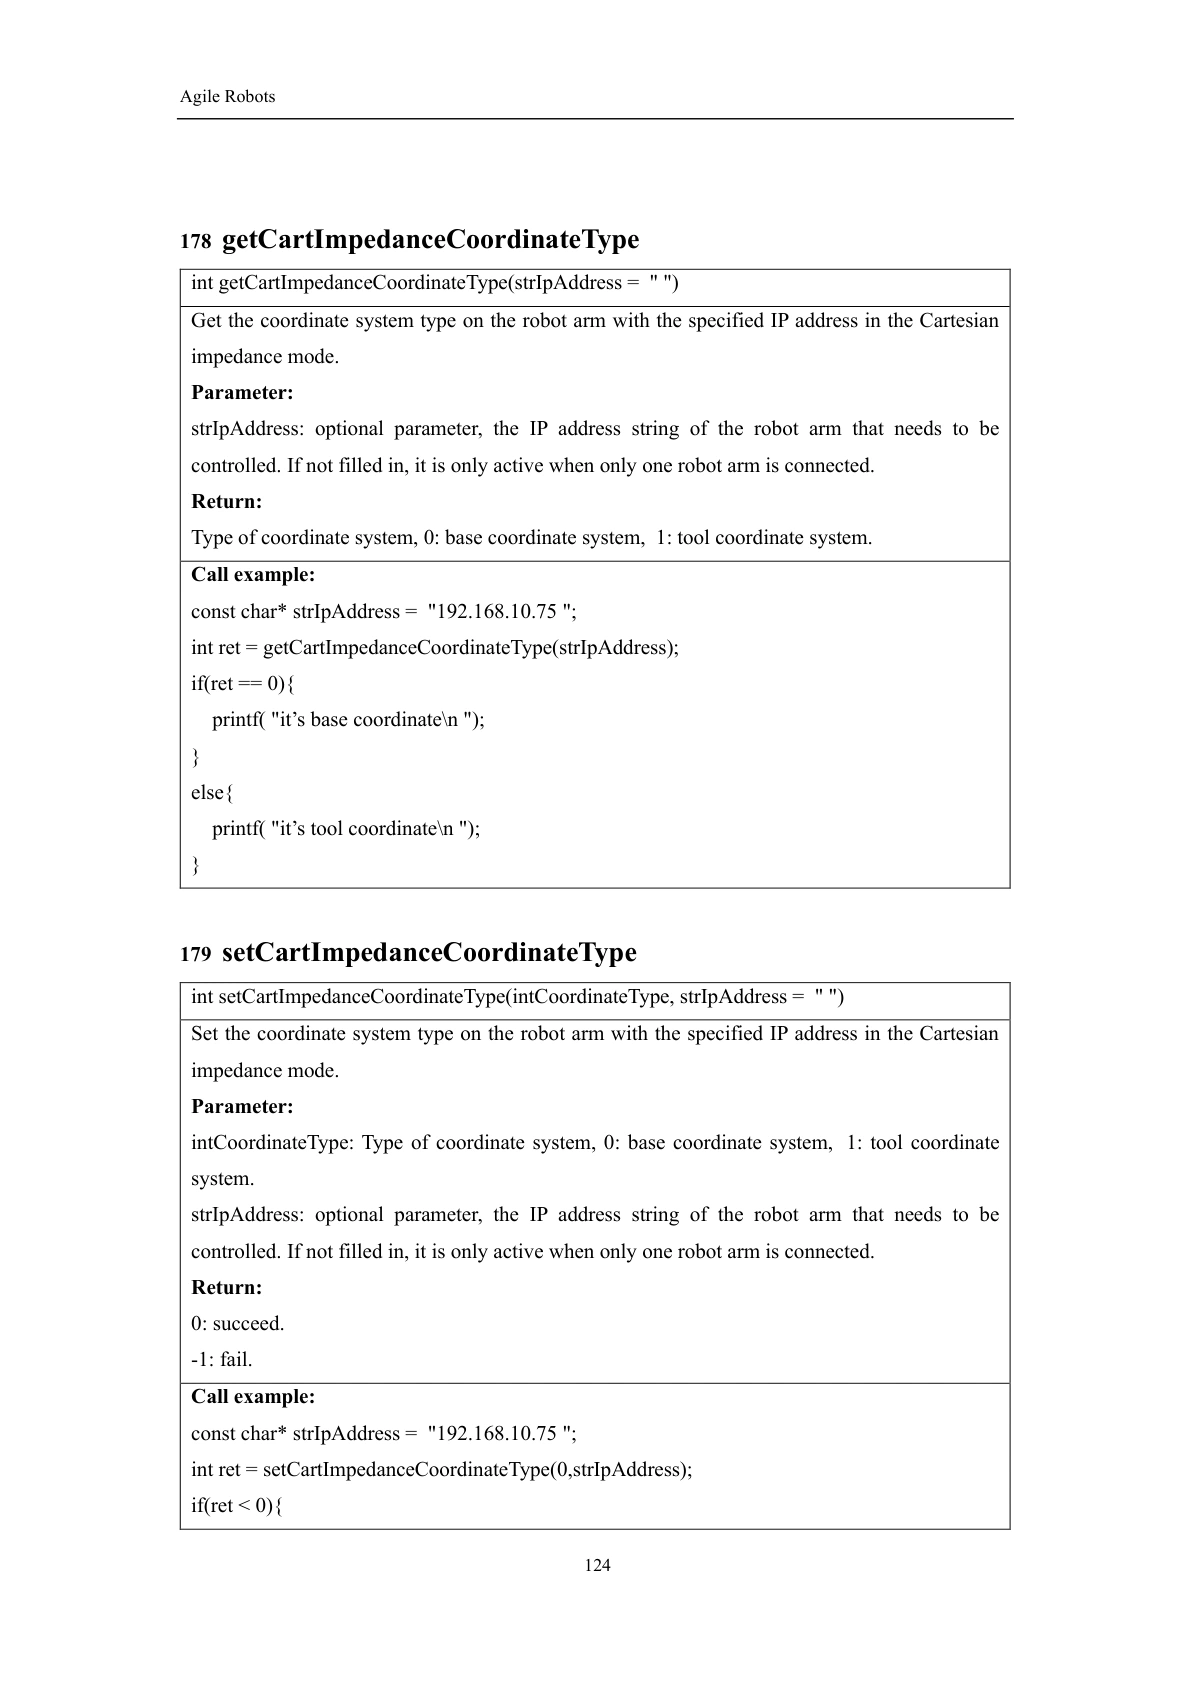 Agile Robots
178 getCartImpedanceCoordinateType
int getCartImpedanceCoordinateType(strIpAddress = " ")
Get the coordinate system type on the robot arm with the specified IP address in the Cartesian
impedance mode.
Parameter:
strIpAddress: optional parameter, the IP address string of the robot arm that needs to be
controlled. If not filled in, it is only active when only one robot arm is connected.
Return:
Type of coordinate system, 0: base coordinate system, 1: tool coordinate system.
Call example:
const char* strIpAddress = "192.168.10.75 ";
int ret = getCartImpedanceCoordinateType(strIpAddress);
if(ret == 0){
printf( "it’s base coordinate\n ");
}
else{
printf( "it’s tool coordinate\n ");
}
179 setCartImpedanceCoordinateType
int setCartImpedanceCoordinateType(intCoordinateType, strIpAddress = " ")
Set the coordinate system type on the robot arm with the specified IP address in the Cartesian
impedance mode.
Parameter:
intCoordinateType: Type of coordinate system, 0: base coordinate system, 1: tool coordinate
system.
strIpAddress: optional parameter, the IP address string of the robot arm that needs to be
controlled. If not filled in, it is only active when only one robot arm is connected.
Return:
0: succeed.
-1: fail.
Call example:
const char* strIpAddress = "192.168.10.75 ";
int ret = setCartImpedanceCoordinateType(0,strIpAddress);
if(ret < 0){
124